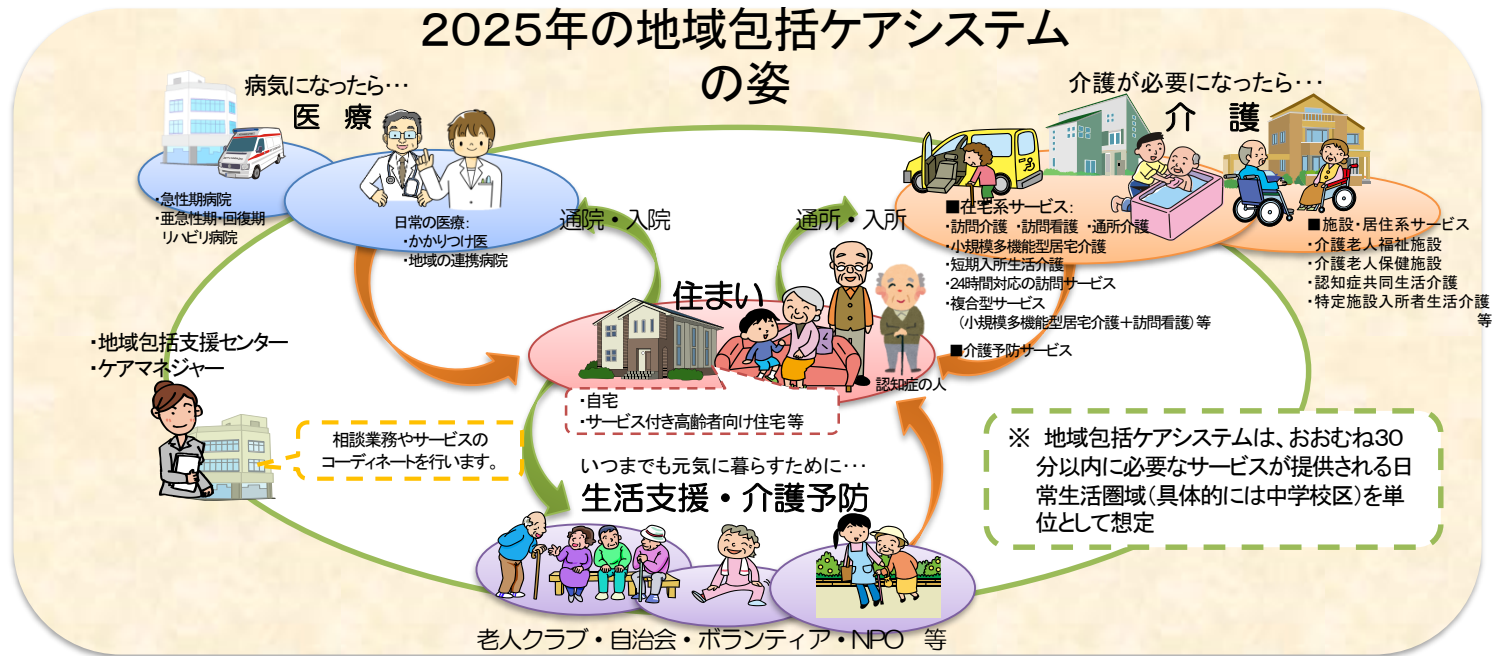 2025年の地域包括ケアシステム
の姿
病気になったら･･･
医　療
・急性期病院
・亜急性期・回復期
リハビリ病院
日常の医療：
・かかりつけ医
・地域の連携病院
通院・入院
通所・入所
介護が必要になったら･･･
介　護
■在宅系サービス：
・訪問介護　・訪問看護　・通所介護
・小規模多機能型居宅介護
・短期入所生活介護
・24時間対応の訪問サービス
・複合型サービス
（小規模多機能型居宅介護＋訪問看護）等
■介護予防サービス
■施設・居住系サービス
・介護老人福祉施設
・介護老人保健施設
・認知症共同生活介護
・特定施設入所者生活介護
等
住まい
認知症の人
・自宅
・サービス付き高齢者向け住宅等
・地域包括支援センター
・ケアマネジャー
相談業務やサービスの
コーディネートを行います。
いつまでも元気に暮らすために･･･
生活支援・介護予防
老人クラブ・自治会・ボランティア・NPO　等
※　地域包括ケアシステムは、おおむね30
分以内に必要なサービスが提供される日
常生活圏域（具体的には中学校区）を単
位として想定